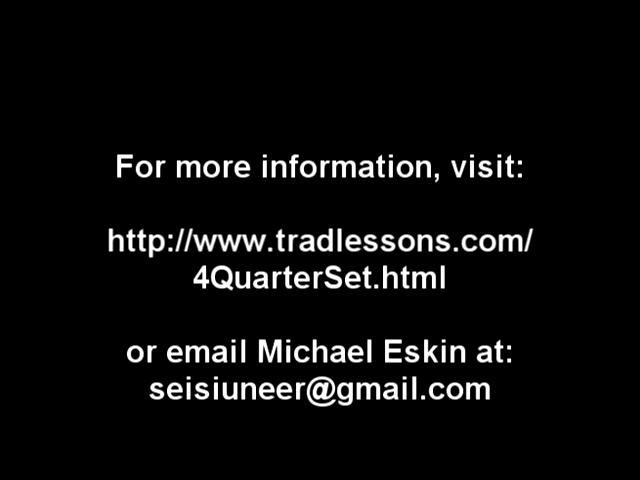 For more information, visit:
http://www.tradlessons.com/
4QuarterSet.html
or email Michael Eskin at:
seisiuneer@gmail.com